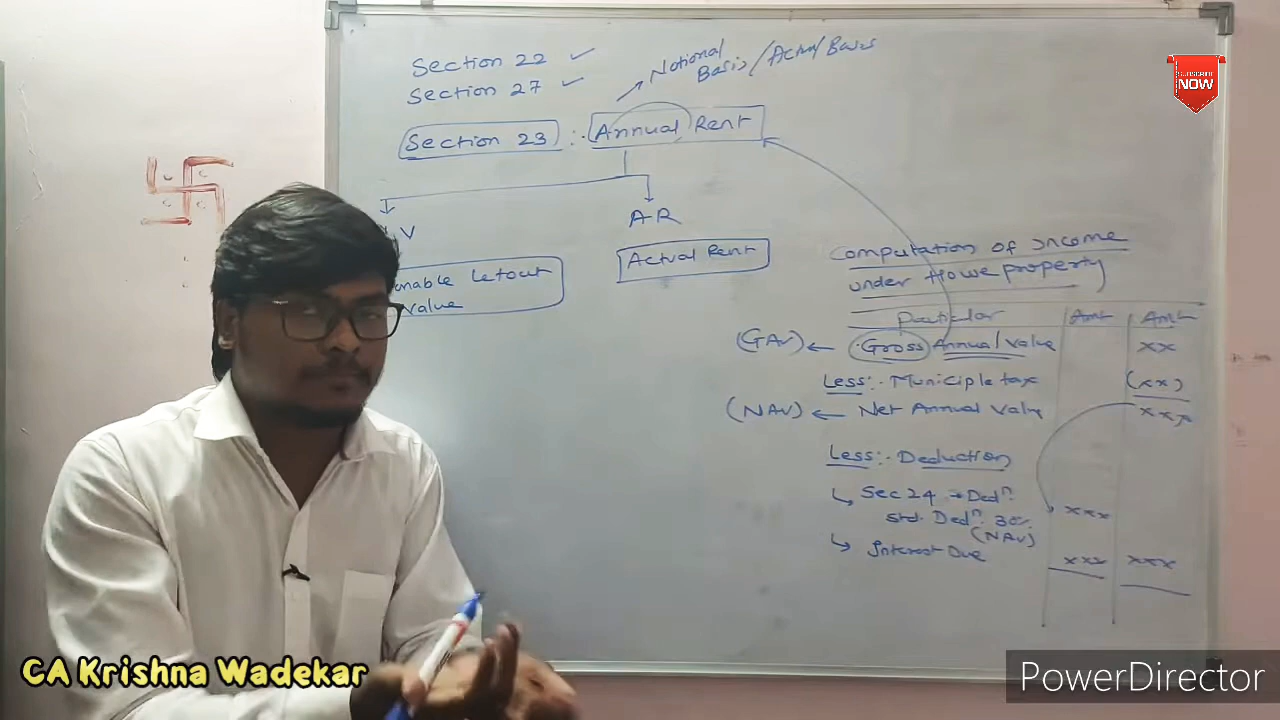 Section 22 ✓
Section 27 ✓
Notional
Basis / Actual Basis
Section 23 :- Annual Rent
V
AR
onable Letout
value
Actual Rent
Computation of Income
under House property
Particular Amt Amt
(GAV) ← Gross Annual Value xx
Less:- Municiple tax (xx)
(NAV) ← Net Annual Value xxx
Less:- Deduction
Sec 24 → Dedn.
std. Dedn. 30% xxx
(NAV)
Interest Due xxx xxx
SUBSCRIBE
NOW
CA Krishna Wadekar
PowerDirector